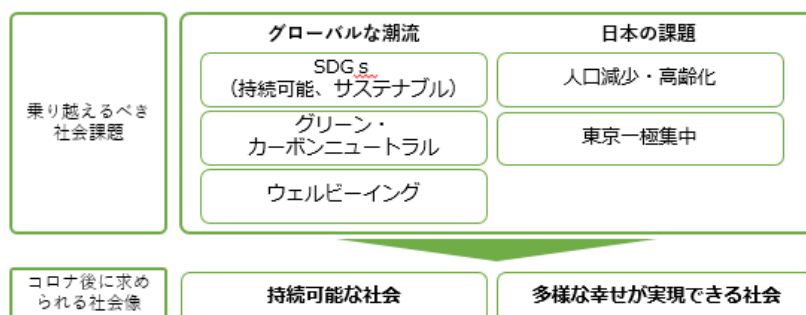 グローバルな潮流
日本の課題
乗り越えるべき
社会課題
SDGs
(持続可能、サステナブル)
人口減少・高齢化
グリーン・
カーボンニュートラル
東京一極集中
ウェルビーイング
コロナ後に求め
られる社会像
持続可能な社会
多様な幸せが実現できる社会